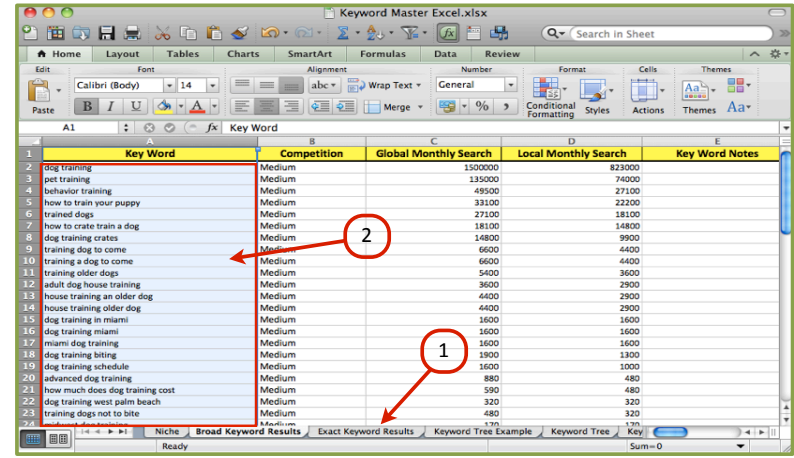 Keyword Master Excel.xlsx
Search in Sheet
Home Layout Tables Charts SmartArt Formulas Data Review
Edit Font Alignment Number Format Cells Themes
Calibri (Body) 14 abc Wrap Text General
Paste B I U A Merge % Conditional Formatting Styles Actions Themes Aa
A1 fx Key Word
A B C D E
1 Key Word Competition Global Monthly Search Local Monthly Search Key Word Notes
2 dog training Medium 1500000 823000
3 pet training Medium 135000 74000
4 behavior training Medium 49500 27100
5 how to train your puppy Medium 33100 22200
6 trained dogs Medium 27100 18100
7 how to crate train a dog Medium 18100 14800
8 dog training crates Medium 14800 9900
9 training dog to come Medium 6600 4400
10 training a dog to come Medium 6600 4400
11 training older dogs Medium 5400 3600
12 adult dog house training Medium 3600 2900
13 house training an older dog Medium 4400 2900
14 house training older dog Medium 4400 2900
15 dog training in miami Medium 1600 1600
16 dog training miami Medium 1600 1600
17 miami dog training Medium 1600 1600
18 dog training biting Medium 1900 1300
19 dog training schedule Medium 1600 1000
20 advanced dog training Medium 880 480
21 how much does dog training cost Medium 590 480
22 dog training west palm beach Medium 320 320
23 training dogs not to bite Medium 480 320
24 midwest dog training Medium 170 170
2
1
Niche Broad Keyword Results Exact Keyword Results Keyword Tree Example Keyword Tree Key
Ready Sum=0